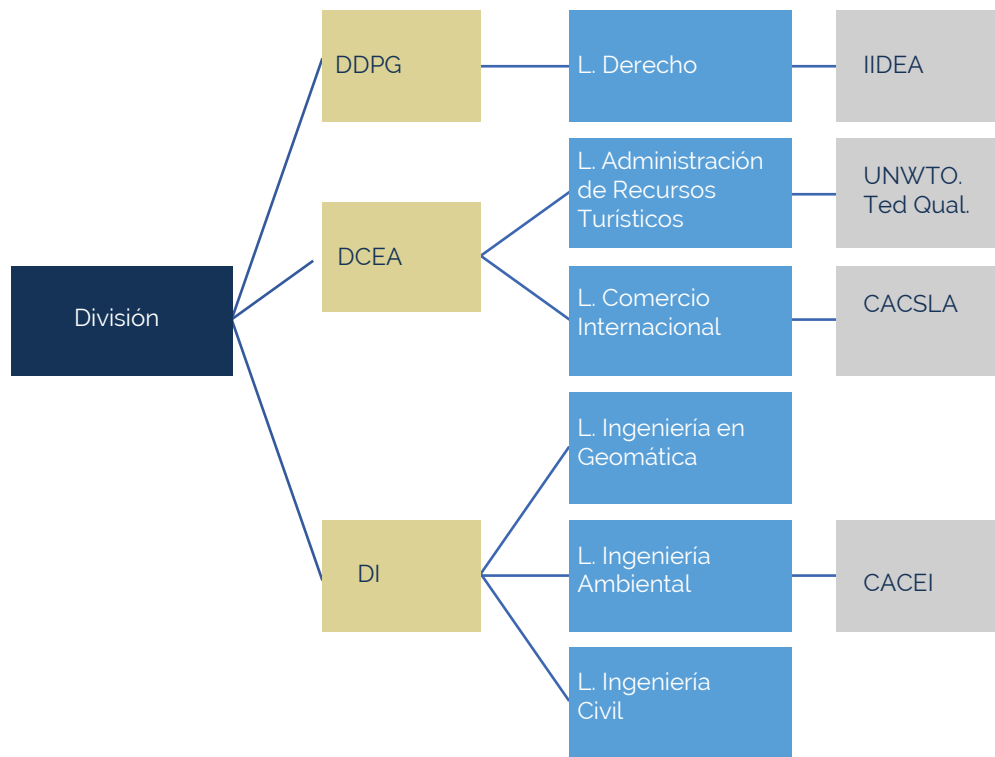 División
DDPG
L. Derecho
IIDEA
DCEA
L. Administración
de Recursos
Turísticos
UNWTO.
Ted Qual.
L. Comercio
Internacional
CACSLA
DI
L. Ingeniería en
Geomática
L. Ingeniería
Ambiental
CACEI
L. Ingeniería
Civil